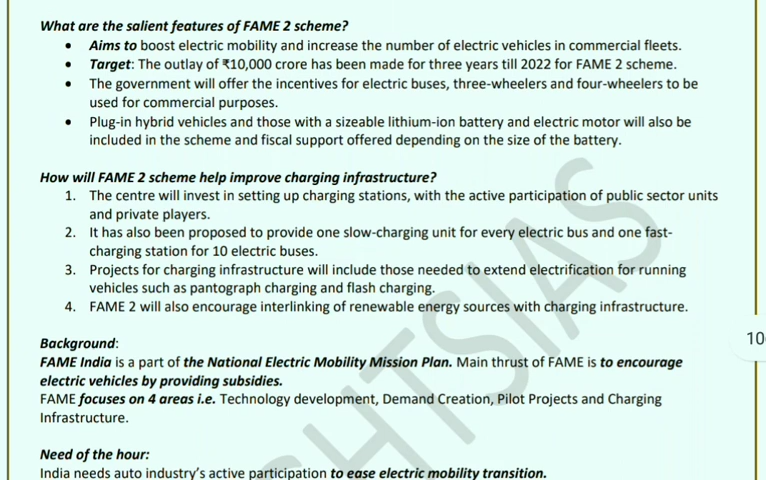 What are the salient features of FAME 2 scheme?
• Aims to boost electric mobility and increase the number of electric vehicles in commercial fleets.
• Target: The outlay of ₹10,000 crore has been made for three years till 2022 for FAME 2 scheme.
• The government will offer the incentives for electric buses, three-wheelers and four-wheelers to be
used for commercial purposes.
• Plug-in hybrid vehicles and those with a sizeable lithium-ion battery and electric motor will also be
included in the scheme and fiscal support offered depending on the size of the battery.
How will FAME 2 scheme help improve charging infrastructure?
1. The centre will invest in setting up charging stations, with the active participation of public sector units
and private players.
2. It has also been proposed to provide one slow-charging unit for every electric bus and one fast-
charging station for 10 electric buses.
3. Projects for charging infrastructure will include those needed to extend electrification for running
vehicles such as pantograph charging and flash charging.
4. FAME 2 will also encourage interlinking of renewable energy sources with charging infrastructure.
Background:
FAME India is a part of the National Electric Mobility Mission Plan. Main thrust of FAME is to encourage
electric vehicles by providing subsidies.
FAME focuses on 4 areas i.e. Technology development, Demand Creation, Pilot Projects and Charging
Infrastructure.
Need of the hour:
India needs auto industry's active participation to ease electric mobility transition.
HTSIAS